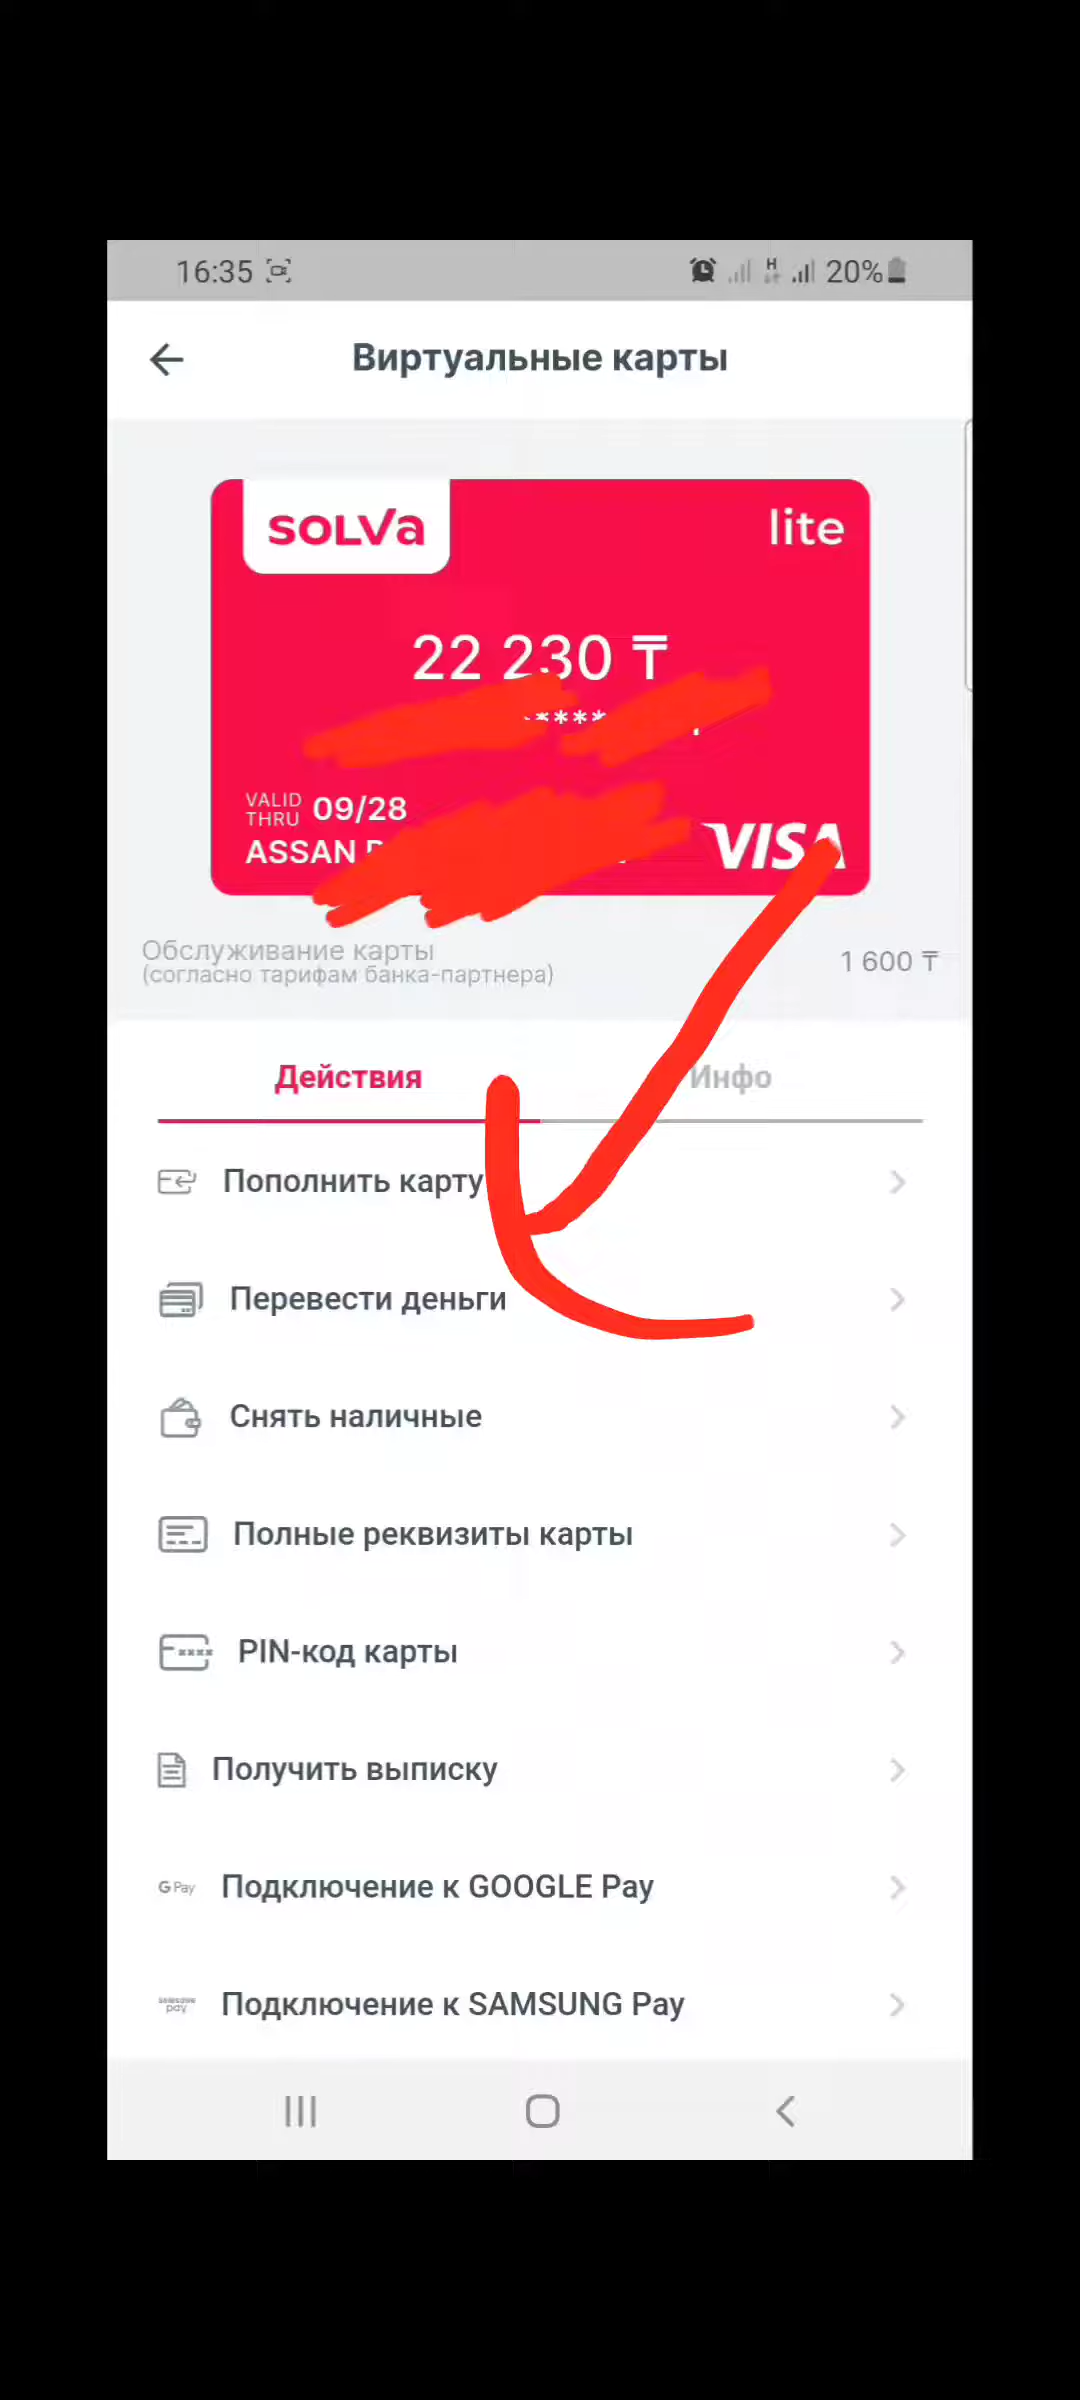 16:35
H
20%
Виртуальные карты
SOLVa
lite
22 230 ₸
****
VALID
THRU 09/28
ASSAN
VISA
Обслуживание карты
(согласно тарифам банка-партнера)
1 600 ₸
Действия
Инфо
Пополнить карту
Перевести деньги
Снять наличные
Полные реквизиты карты
PIN-код карты
Получить выписку
G Pay
Подключение к GOOGLE Pay
SAMSUNG
pay
Подключение к SAMSUNG Pay